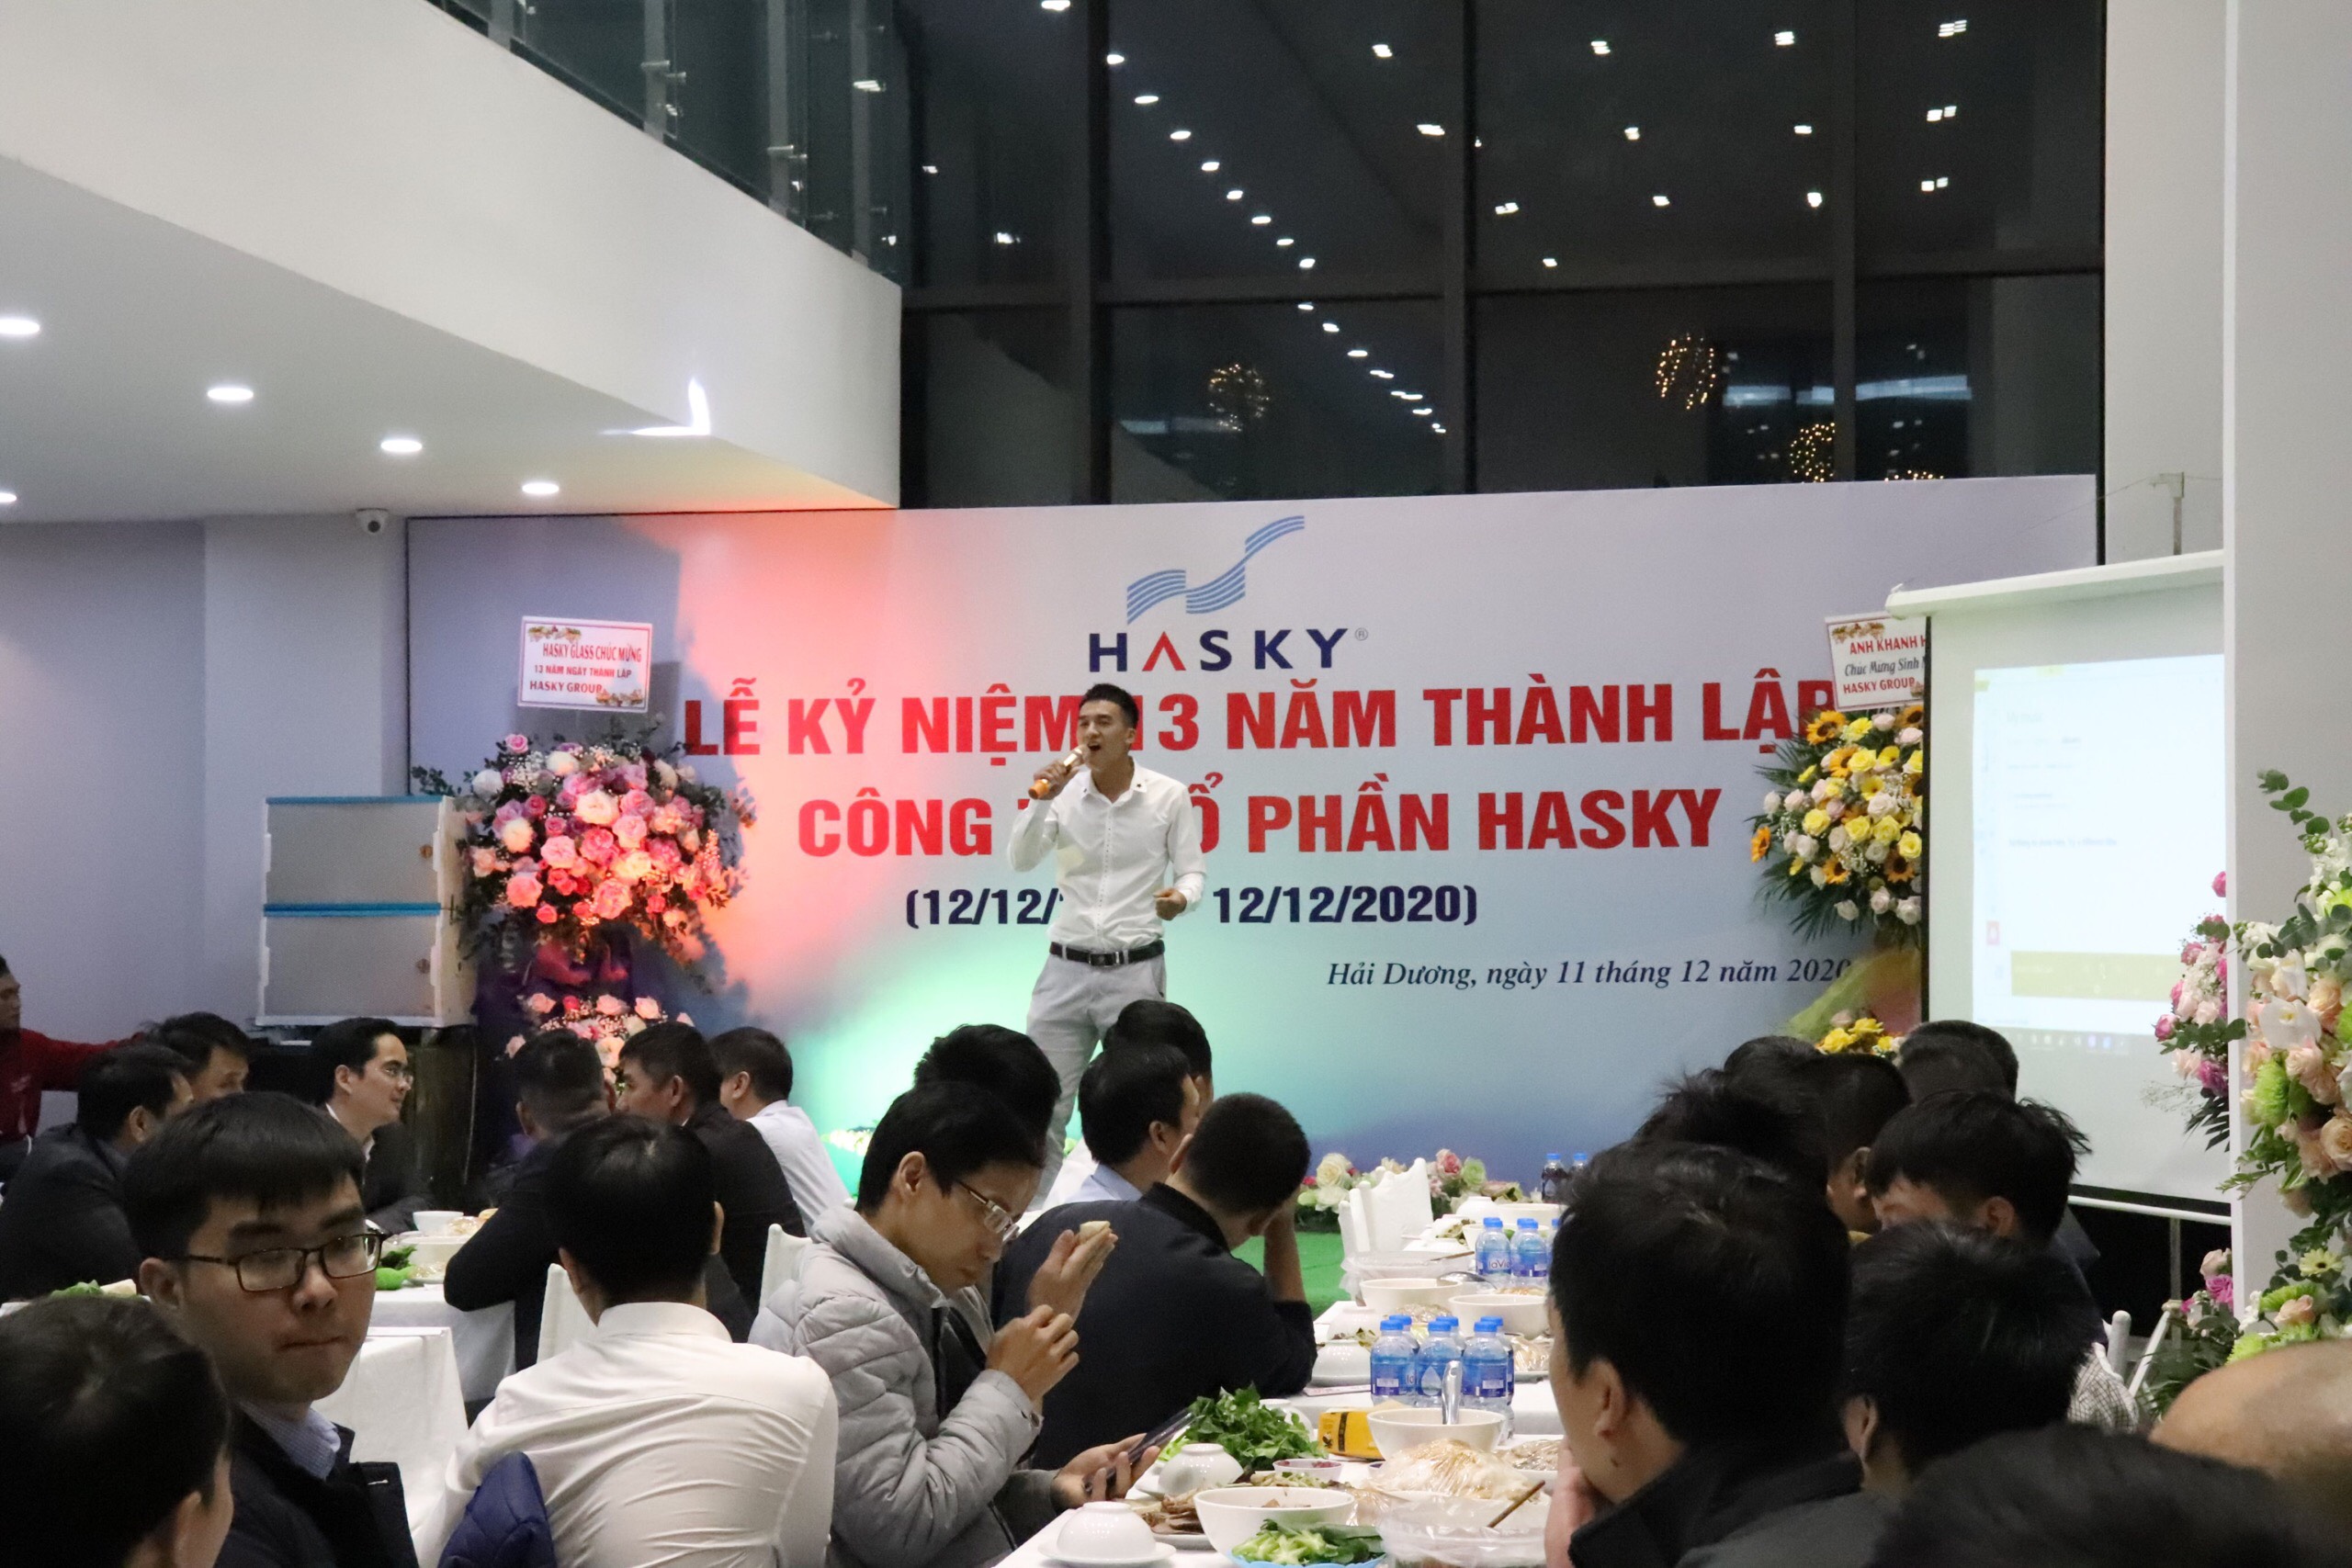 HASKY®
LỄ KỶ NIỆM 13 NĂM THÀNH LẬP
CÔNG Ổ PHẦN HASKY
(12/12/ 12/12/2020)
Hải Dương, ngày 11 tháng 12 năm 2020
HASKY GLASS CHÚC MỪNG
13 NĂM NGÀY THÀNH LẬP
HASKY GROUP
ANH KHANH
Chúc Mừng Sinh
HASKY GROUP